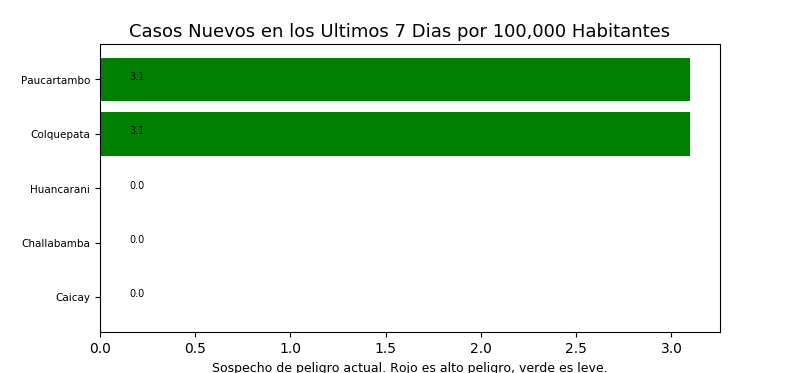 Casos Nuevos en los Ultimos 7 Dias por 100,000 Habitantes
Paucartambo 3.1
Colquepata 3.1
Huancarani 0.0
Challabamba 0.0
Caicay 0.0
0.0 0.5 1.0 1.5 2.0 2.5 3.0
Sospecho de peligro actual. Rojo es alto peligro, verde es leve.